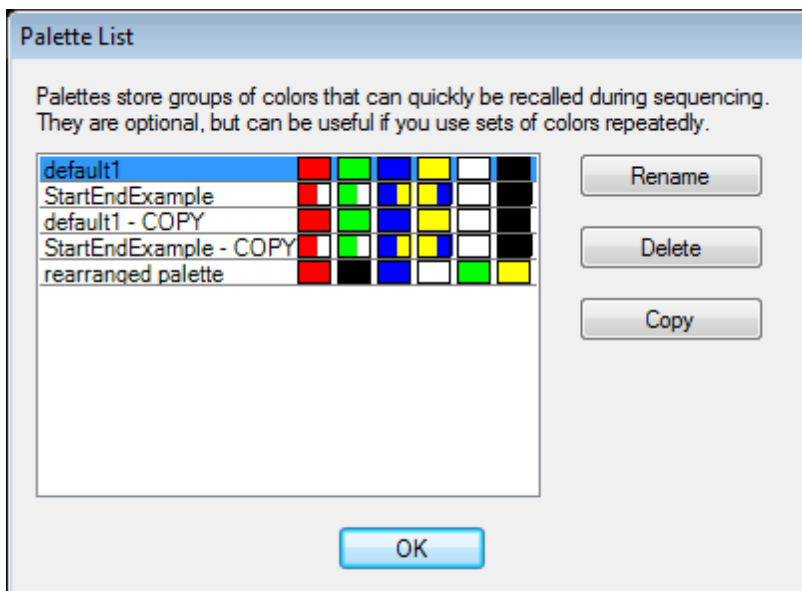 Palette List
Palettes store groups of colors that can quickly be recalled during sequencing.
They are optional, but can be useful if you use sets of colors repeatedly.
default1
StartEndExample
default1 - COPY
StartEndExample - COPY
rearranged palette
Rename
Delete
Copy
OK